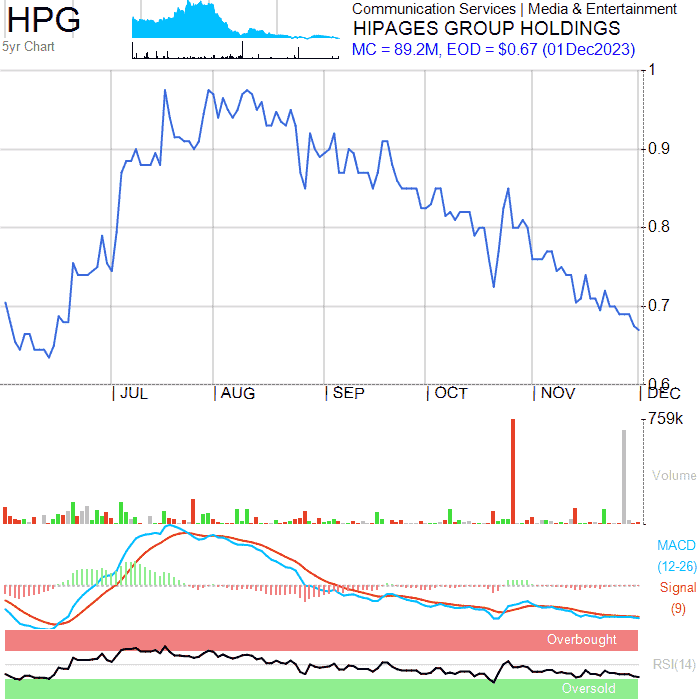 HPG
5yr Chart
Communication Services | Media & Entertainment
HIPAGES GROUP HOLDINGS
MC = 89.2M, EOD = $0.67 (01Dec2023)
1
0.9
0.8
0.7
0.6
JUL AUG SEP OCT NOV DEC
759k
Volume
MACD
(12-26)
Signal
(9)
Overbought
RSI(14)
Oversold